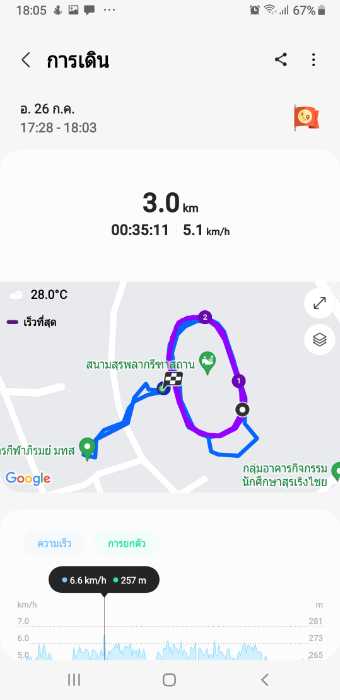 18:05
67%
การเดิน
อ. 26 ก.ค.
17:28 - 18:03
3.0 km
00:35:11 5.1 km/h
28.0°C
เร็วที่สุด
2
สนามสุรพลากรีฑาสถาน
1
กีฬาภิรมย์ มทส
กลุ่มอาคารกิจกรรม
นักศึกษาสุรเริงไชย
Google
ความเร็ว การยกตัว
6.6 km/h 257 m
km/h m
7.0 281
6.0 273
5.0 265